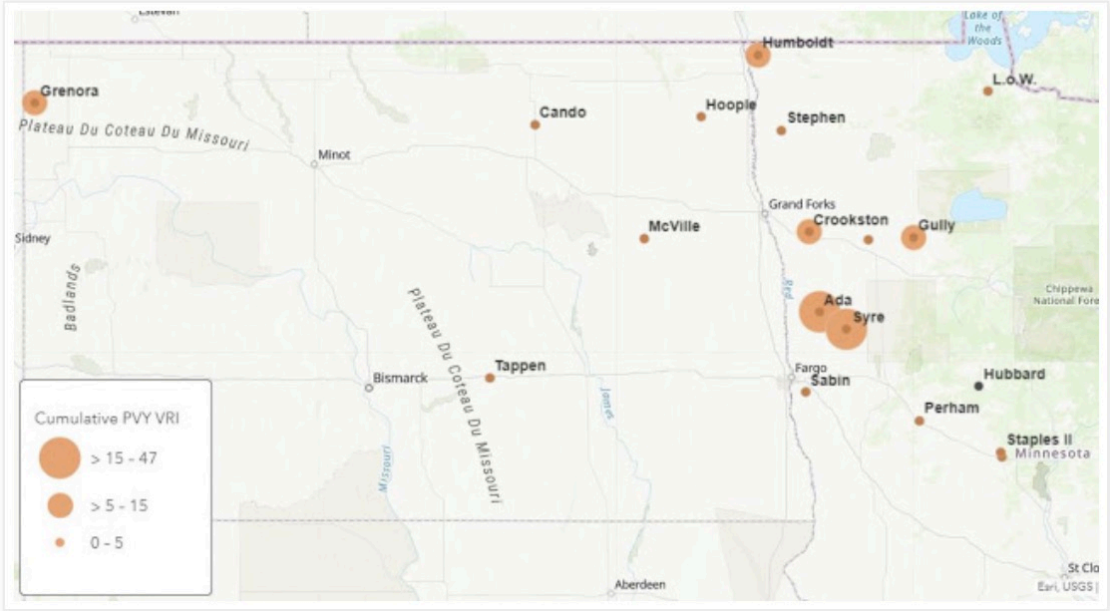 Estevan
Lake of
the
Woods
Humboldt
L.o.W.
Grenora
Cando
Hoople
Stephen
Plateau Du Coteau Du Missouri
Minot
Grand Forks
Crookston
Gully
McVille
Sidney
Badlands
Red
Chippewa
National Fore
Ada
Syre
Plateau Du Coteau Du Missouri
Tappen
Bismarck
Fargo
Sabin
Hubbard
James
Perham
Staples II
Minnesota
Missouri
Cumulative PVY VRI
> 15 - 47
> 5 - 15
0 - 5
Aberdeen
St Clo
Esri, USGS |